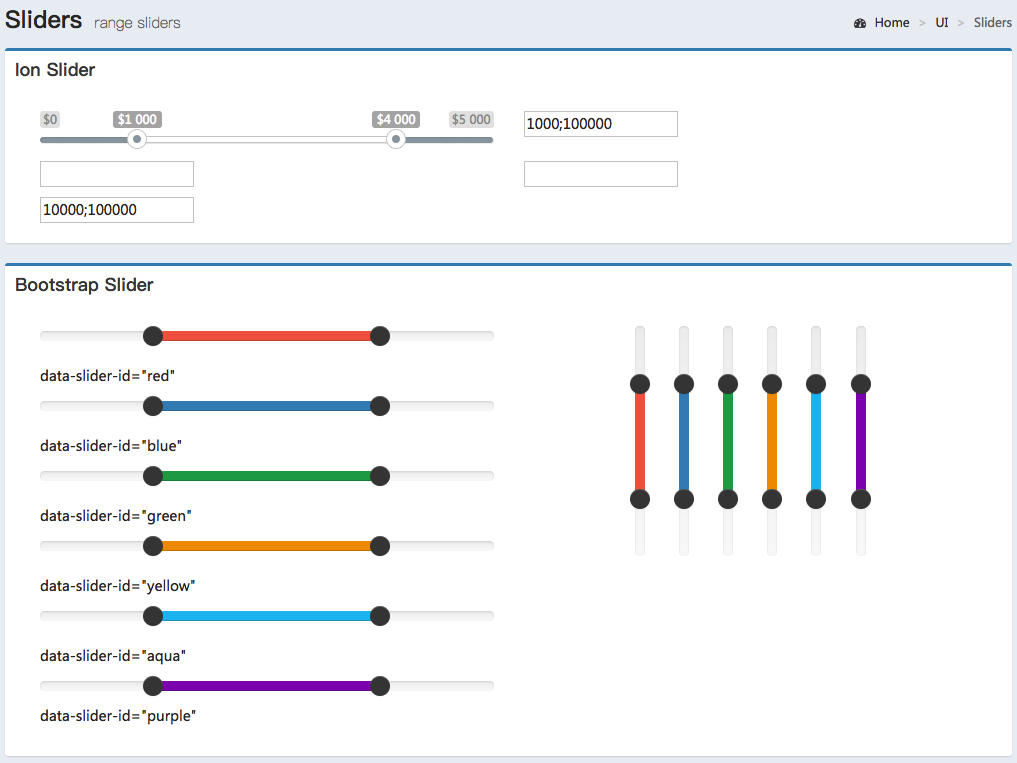 Sliders range sliders
Home > UI > Sliders
Ion Slider
$0 $1 000 $4 000 $5 000
1000;100000
10000;100000
Bootstrap Slider
data-slider-id="red"
data-slider-id="blue"
data-slider-id="green"
data-slider-id="yellow"
data-slider-id="aqua"
data-slider-id="purple"